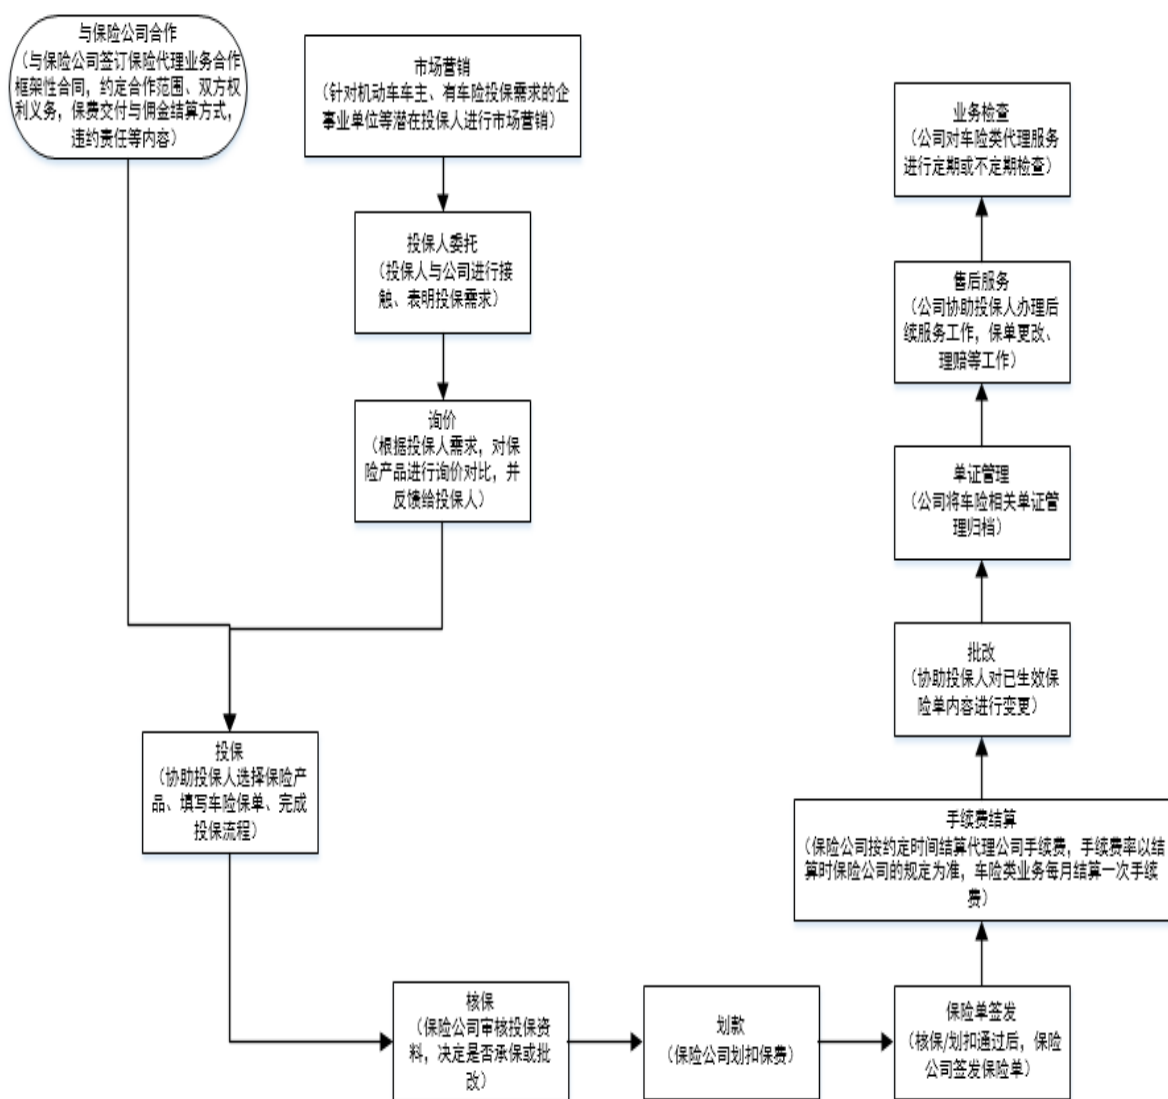 与保险公司合作
（与保险公司签订保险代理业务合作
框架性合同，约定合作范围、双方权
利义务，保费交付与佣金结算方式，
违约责任等内容）
市场营销
（针对机动车车主、有车险投保需求的企
事业单位等潜在投保人进行市场营销）
投保人委托
（投保人与公司进行接
触、表明投保需求）
询价
（根据投保人需求，对保
险产品进行询价对比，并
反馈给投保人）
投保
（协助投保人选择保险产
品、填写车险保单、完成
投保流程）
核保
（保险公司审核投保资
料，决定是否承保或批
改）
划款
（保险公司划扣保费）
保险单签发
（核保/划扣通过后，保险
公司签发保险单）
手续费结算
（保险公司按约定时间结算代理公司手续费，手续费率以结
算时保险公司的规定为准，车险类业务每月结算一次手续
费）
批改
（协助投保人对已生效保
险单内容进行变更）
单证管理
（公司将车险相关单证管
理归档）
售后服务
（公司协助投保人办理后
续服务工作，保单更改、
理赔等工作）
业务检查
（公司对车险类代理服务
进行定期或不定期检查）